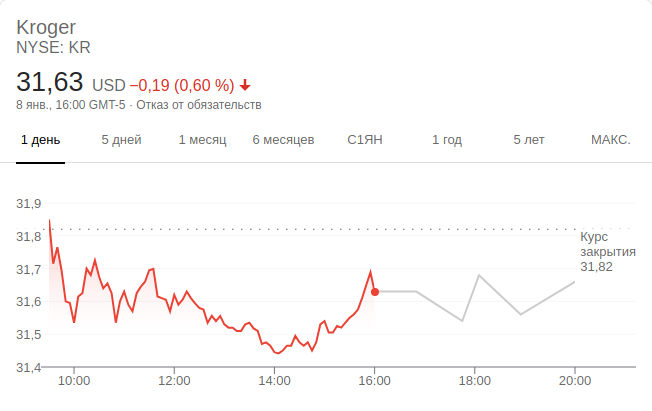 Kroger
NYSE: KR
31,63 USD −0,19 (0,60 %)
8 янв., 16:00 GMT-5 · Отказ от обязательств
1 день 5 дней 1 месяц 6 месяцев С1ЯН 1 год 5 лет МАКС.
31,9
31,8
Курс
закрытия
31,82
31,7
31,6
31,5
31,4
10:00 12:00 14:00 16:00 18:00 20:00